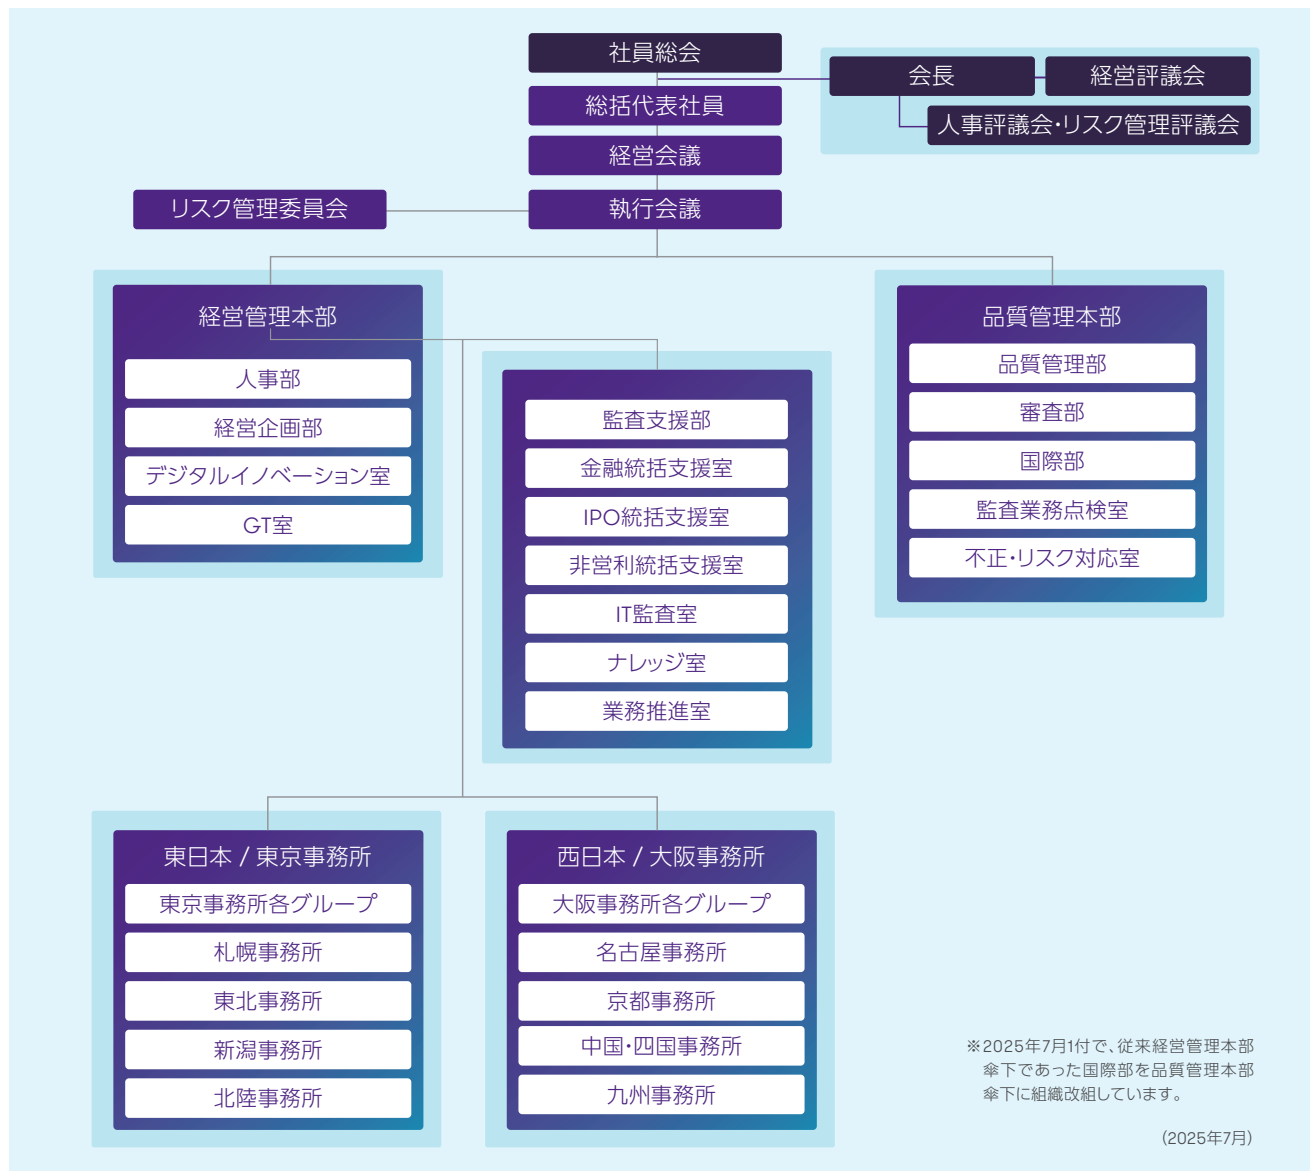 社員総会
会長
経営評議会
総括代表社員
人事評議会・リスク管理評議会
経営会議
リスク管理委員会
執行会議
経営管理本部
人事部
経営企画部
デジタルイノベーション室
GT室
監査支援部
金融統括支援室
IPO統括支援室
非営利統括支援室
IT監査室
ナレッジ室
業務推進室
品質管理本部
品質管理部
審査部
国際部
監査業務点検室
不正・リスク対応室
東日本 / 東京事務所
東京事務所各グループ
札幌事務所
東北事務所
新潟事務所
北陸事務所
西日本 / 大阪事務所
大阪事務所各グループ
名古屋事務所
京都事務所
中国・四国事務所
九州事務所
※2025年7月1付で、従来経営管理本部
傘下であった国際部を品質管理本部
傘下に組織改組しています。
(2025年7月)